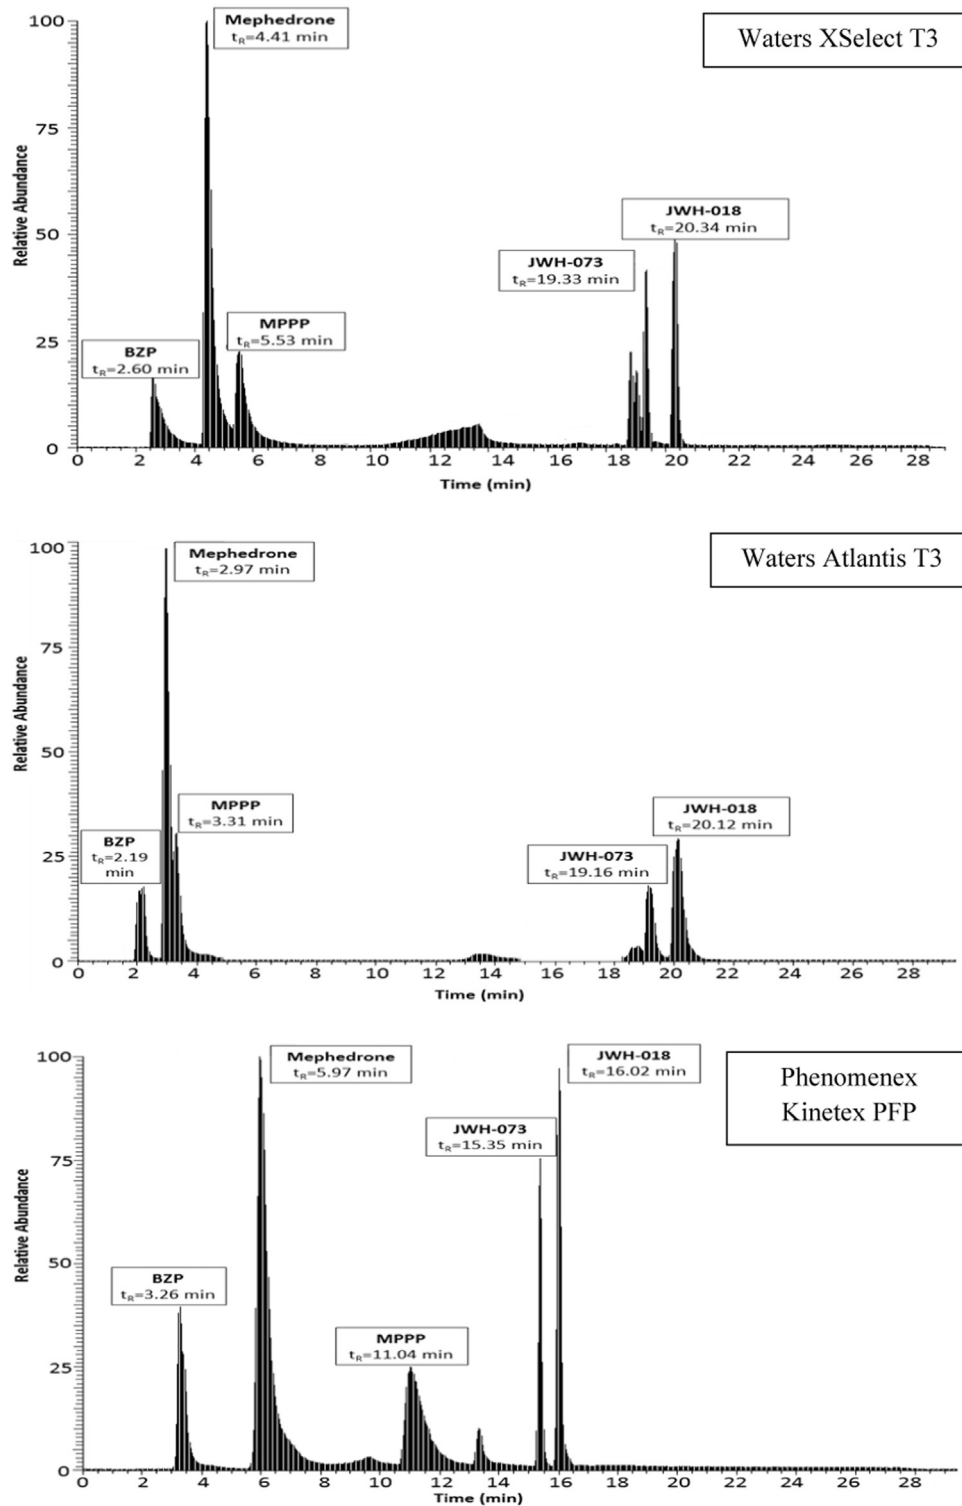 Waters XSelect T3
Mephedrone
tR=4.41 min
JWH-018
tR=20.34 min
JWH-073
tR=19.33 min
MPPP
tR=5.53 min
BZP
tR=2.60 min
Relative Abundance
100
75
50
25
0
0 2 4 6 8 10 12 14 16 18 20 22 24 26 28
Time (min)
Waters Atlantis T3
Mephedrone
tR=2.97 min
MPPP
tR=3.31 min
JWH-018
tR=20.12 min
BZP
tR=2.19
min
JWH-073
tR=19.16 min
Relative Abundance
100
75
50
25
0
0 2 4 6 8 10 12 14 16 18 20 22 24 26 28
Time (min)
Phenomenex
Kinetex PFP
Mephedrone
tR=5.97 min
JWH-018
tR=16.02 min
JWH-073
tR=15.35 min
BZP
tR=3.26 min
MPPP
tR=11.04 min
Relative Abundance
100
75
50
25
0
0 2 4 6 8 10 12 14 16 18 20 22 24 26 28
Time (min)